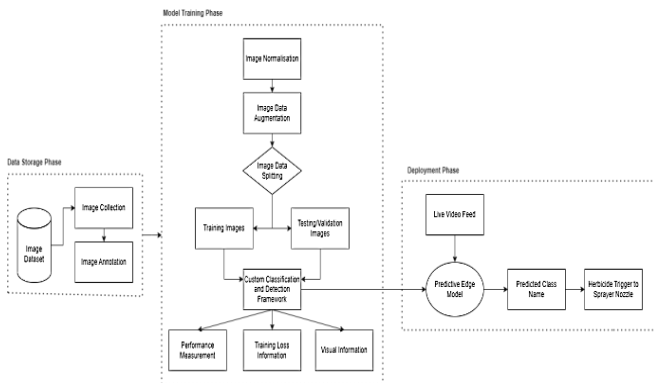 Model Training Phase
Image Normalisation
Image Data
Augmentation
Image Data
Splitting
Training Images
Testing/Validation
Images
Custom Classification
and Detection
Framework
Performance
Measurement
Training Loss
Information
Visual Information
Data Storage Phase
Image
Dataset
Image Collection
Image Annotation
Deployment Phase
Live Video Feed
Predictive Edge
Model
Predicted Class
Name
Herbicide Trigger to
Sprayer Nozzle